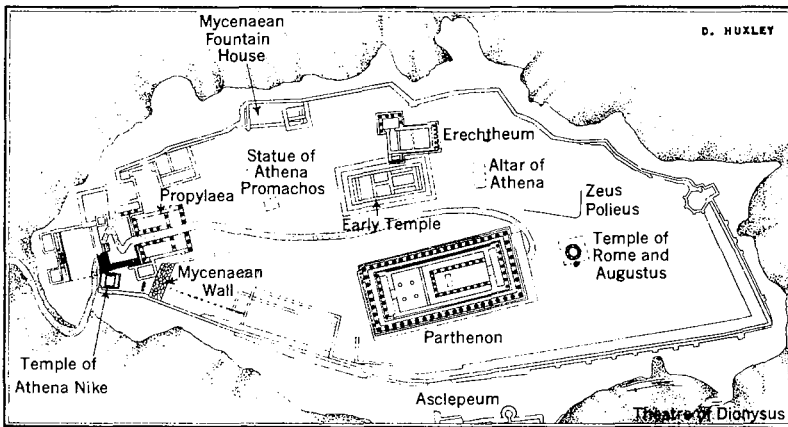 Mycenaean
Fountain
House
D. HUXLEY
Erechtheum
Statue of
Athena
Promachos
Altar of
Athena
Propylaea
Zeus
Polieus
Early Temple
Temple of
Rome and
Augustus
Mycenaean
Wall
Parthenon
Temple of
Athena Nike
Asclepeum
Theatre of Dionysus